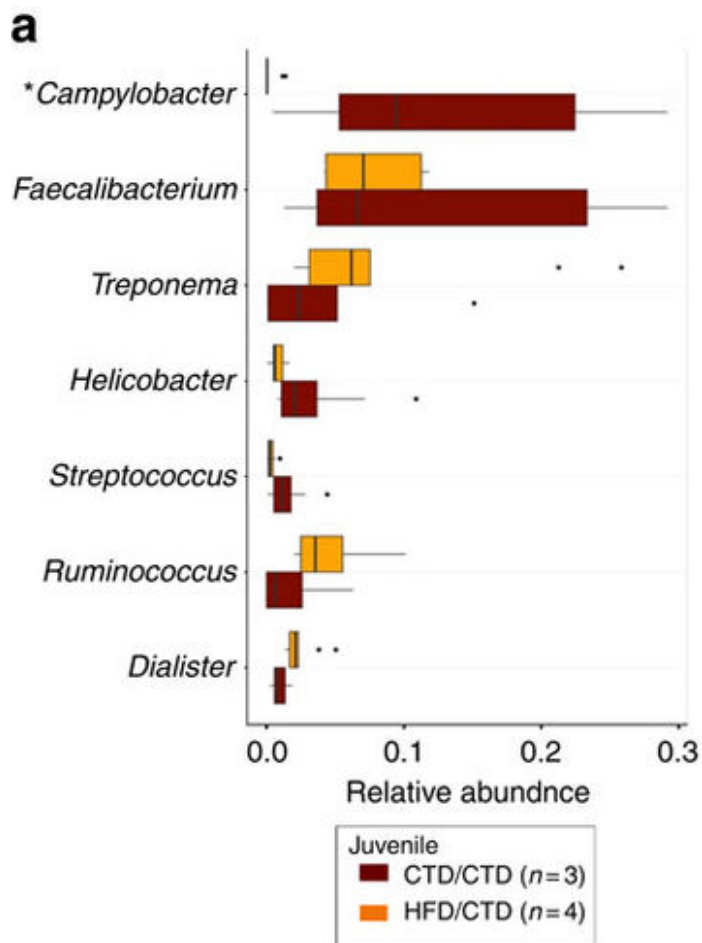 a
*Campylobacter
Faecalibacterium
Treponema
Helicobacter
Streptococcus
Ruminococcus
Dialister
0.0 0.1 0.2 0.3
Relative abundnce
Juvenile
CTD/CTD (n=3)
HFD/CTD (n=4)